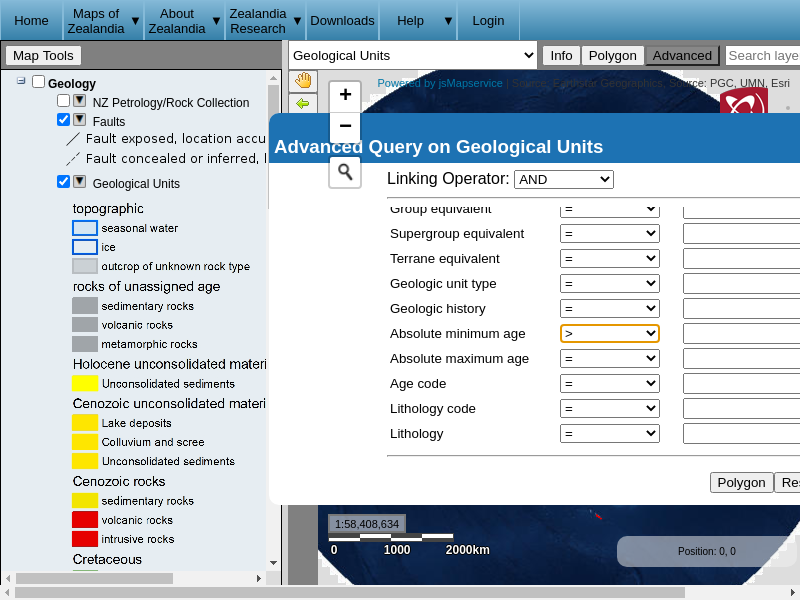 Home
Maps of Zealandia ▼
About Zealandia ▼
Zealandia Research ▼
Downloads
Help ▼
Login
Map Tools
Geological Units
Info
Polygon
Advanced
Search laye
Geology
NZ Petrology/Rock Collection
Faults
Fault exposed, location accu
Fault concealed or inferred, l
Geological Units
topographic
seasonal water
ice
outcrop of unknown rock type
rocks of unassigned age
sedimentary rocks
volcanic rocks
metamorphic rocks
Holocene unconsolidated materi
Unconsolidated sediments
Cenozoic unconsolidated materi
Lake deposits
Colluvium and scree
Unconsolidated sediments
Cenozoic rocks
sedimentary rocks
volcanic rocks
intrusive rocks
Cretaceous
+
−
Powered by jsMapservice | Source: Earthstar Geographics, Source: PGC, UMN, Esri
Advanced Query on Geological Units
Linking Operator: AND
Group equivalent =
Supergroup equivalent =
Terrane equivalent =
Geologic unit type =
Geologic history =
Absolute minimum age >
Absolute maximum age =
Age code =
Lithology code =
Lithology =
Polygon
Res
1:58,408,634
0 1000 2000km
Position: 0, 0